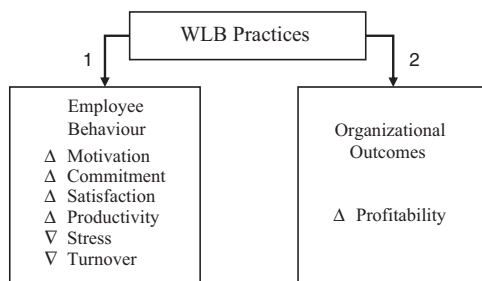 WLB Practices
1
2
Employee
Behaviour
Δ Motivation
Δ Commitment
Δ Satisfaction
Δ Productivity
∇ Stress
∇ Turnover
Organizational
Outcomes
Δ Profitability